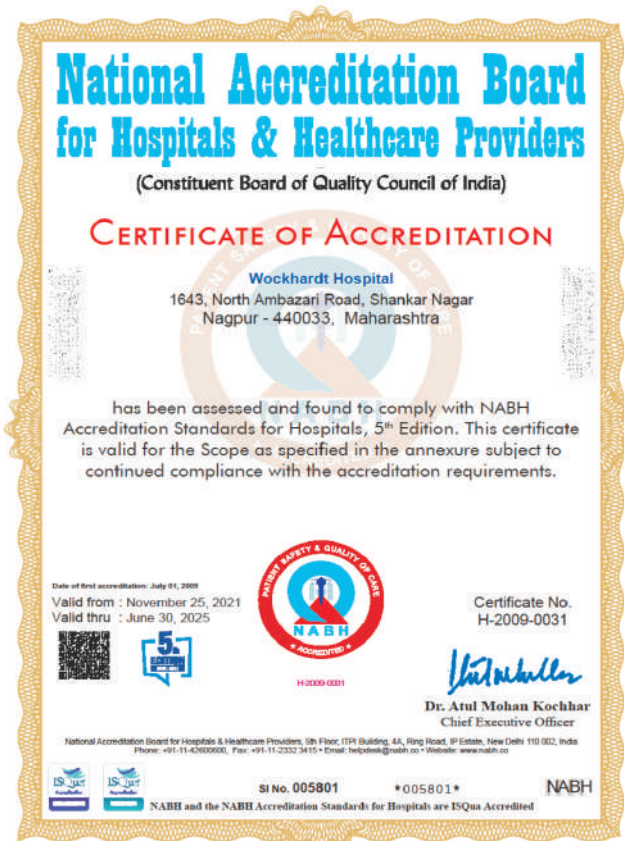 National Accreditation Board
for Hospitals & Healthcare Providers
(Constituent Board of Quality Council of India)
CERTIFICATE OF ACCREDITATION
Wockhardt Hospital
1643, North Ambazari Road, Shankar Nagar
Nagpur - 440033, Maharashtra
has been assessed and found to comply with NABH
Accreditation Standards for Hospitals, 5th Edition. This certificate
is valid for the Scope as specified in the annexure subject to
continued compliance with the accreditation requirements.
Date of first accreditation: July 01, 2009
Valid from : November 25, 2021
Valid thru : June 30, 2025
5th
EDITION
PATIENT SAFETY & QUALITY OF CARE
NABH
ACCREDITED
H-2009-0031
Certificate No.
H-2009-0031
Dr. Atul Mohan Kochhar
Chief Executive Officer
National Accreditation Board for Hospitals & Healthcare Providers, 5th Floor, ITPI Building, 4A, Ring Road, IP Estate, New Delhi 110 002, India
Phone: +91-11-42600600, Fax: +91-11-2332 3415 • Email: helpdesk@nabh.co • Website: www.nabh.co
ISQua
Accreditation
ISQua
Accreditation
SI No. 005801
*005801*
NABH
NABH and the NABH Accreditation Standards for Hospitals are ISQua Accredited